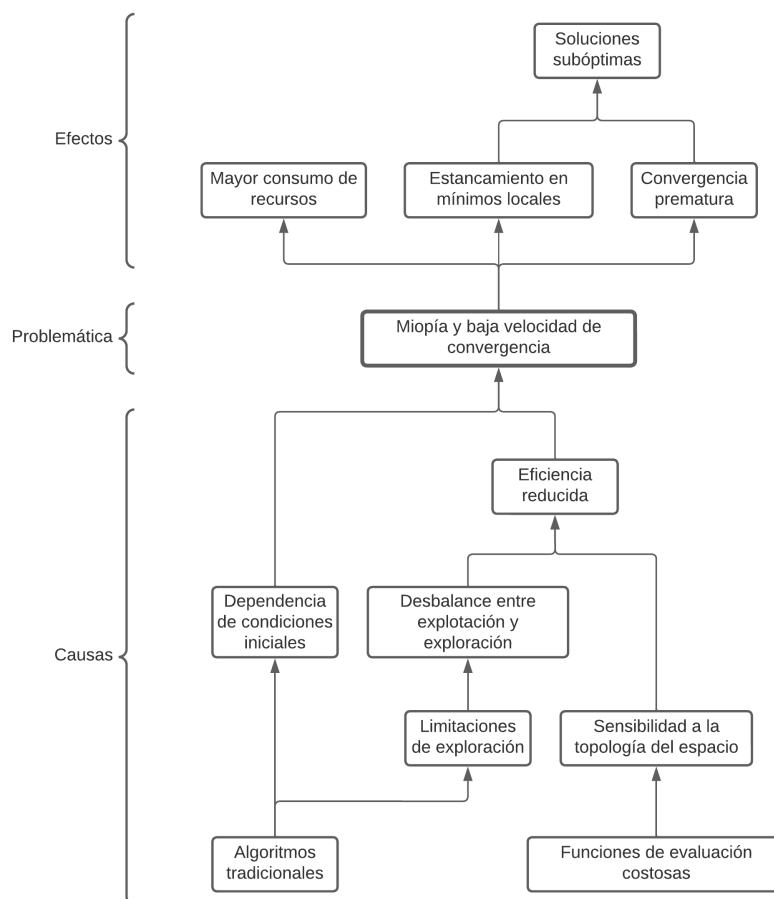 Soluciones
subóptimas
Efectos
Mayor consumo de
recursos
Estancamiento en
mínimos locales
Convergencia
prematura
Problemática
Miopía y baja velocidad de
convergencia
Eficiencia
reducida
Dependencia
de condiciones
iniciales
Desbalance entre
explotación y
exploración
Causas
Limitaciones
de exploración
Sensibilidad a la
topología del espacio
Algoritmos
tradicionales
Funciones de evaluación
costosas